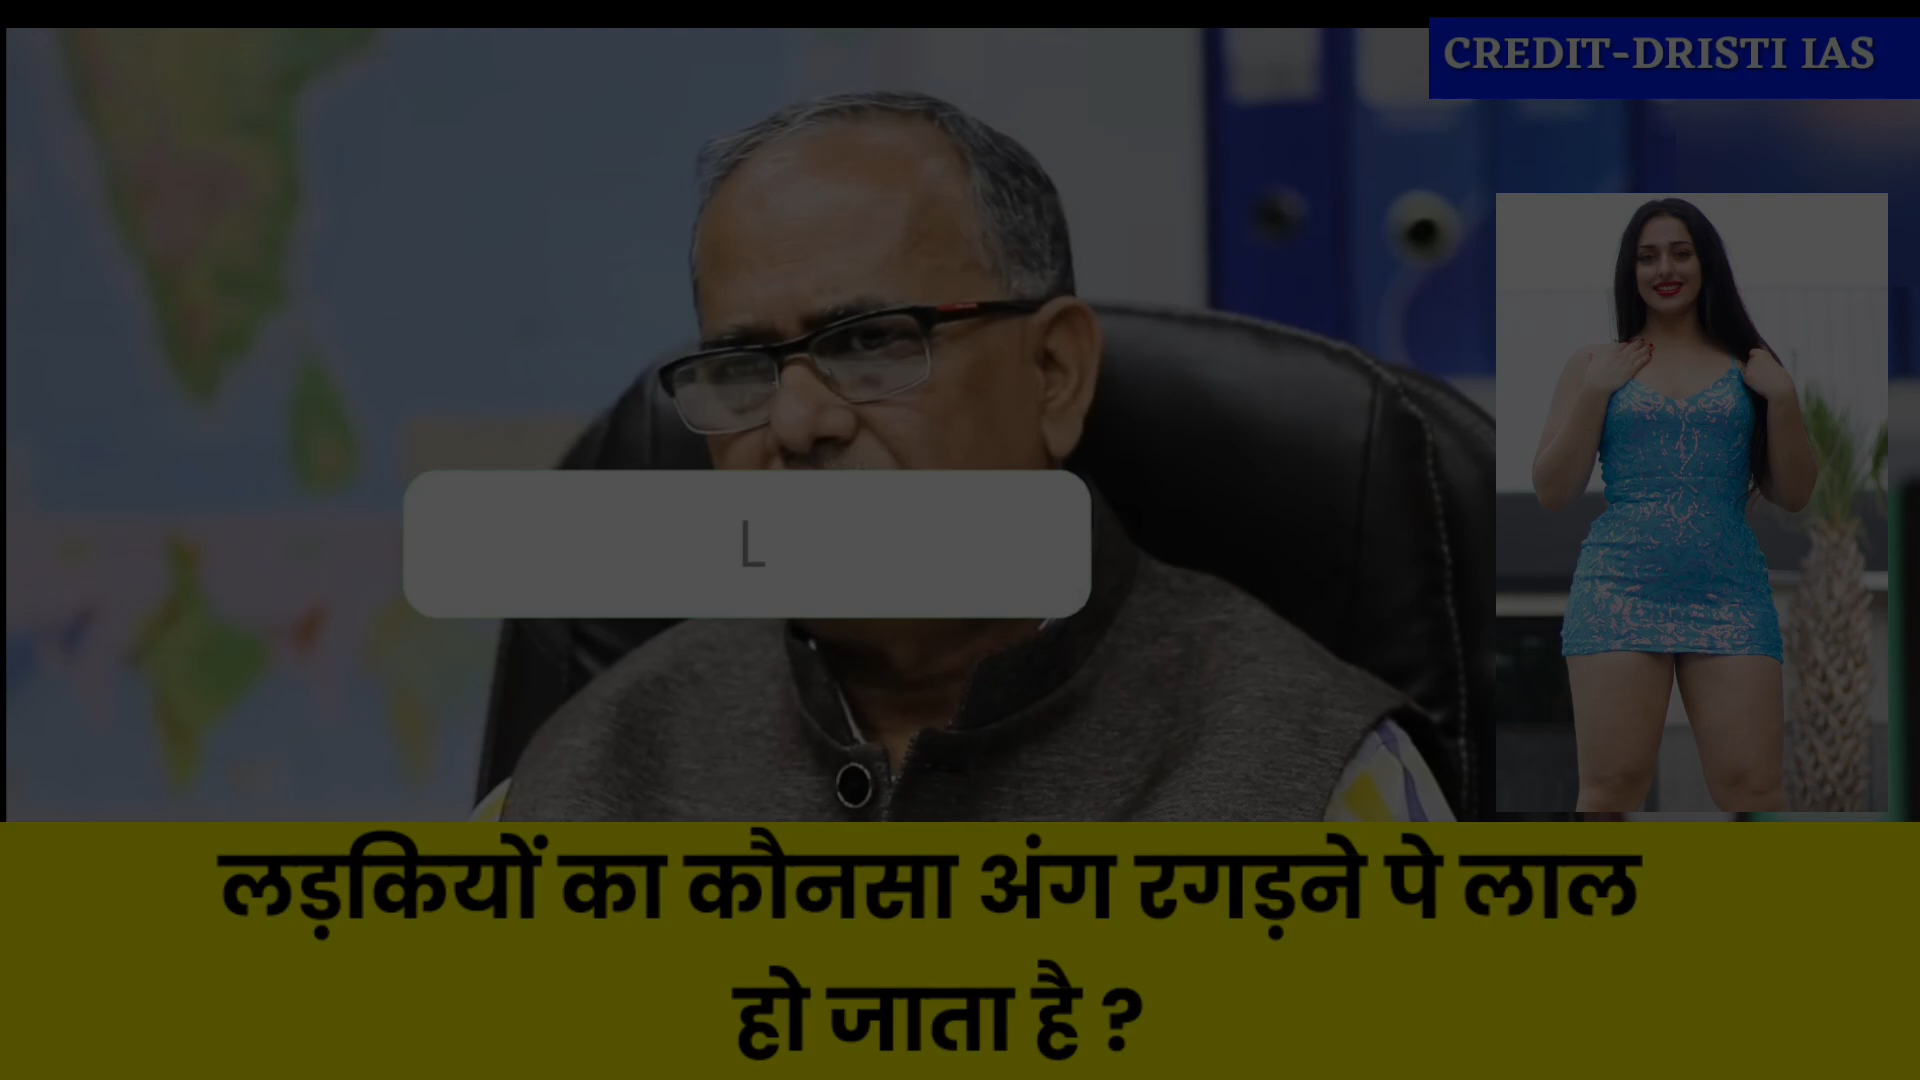 CREDIT-DRISTI IAS
L
लड़कियों का कौनसा अंग रगड़ने पे लाल
हो जाता है ?